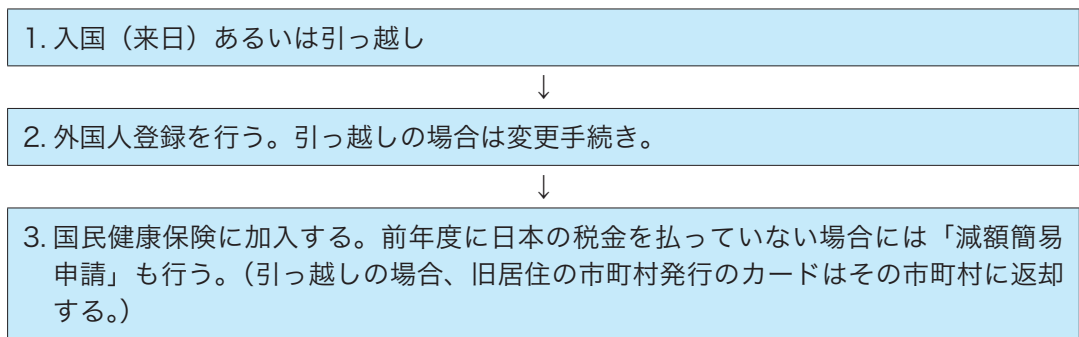 1. 入国（来日）あるいは引っ越し
↓
2. 外国人登録を行う。引っ越しの場合は変更手続き。
↓
3. 国民健康保険に加入する。前年度に日本の税金を払っていない場合には「減額簡易
申請」も行う。（引っ越しの場合、旧居住の市町村発行のカードはその市町村に返却
する。）